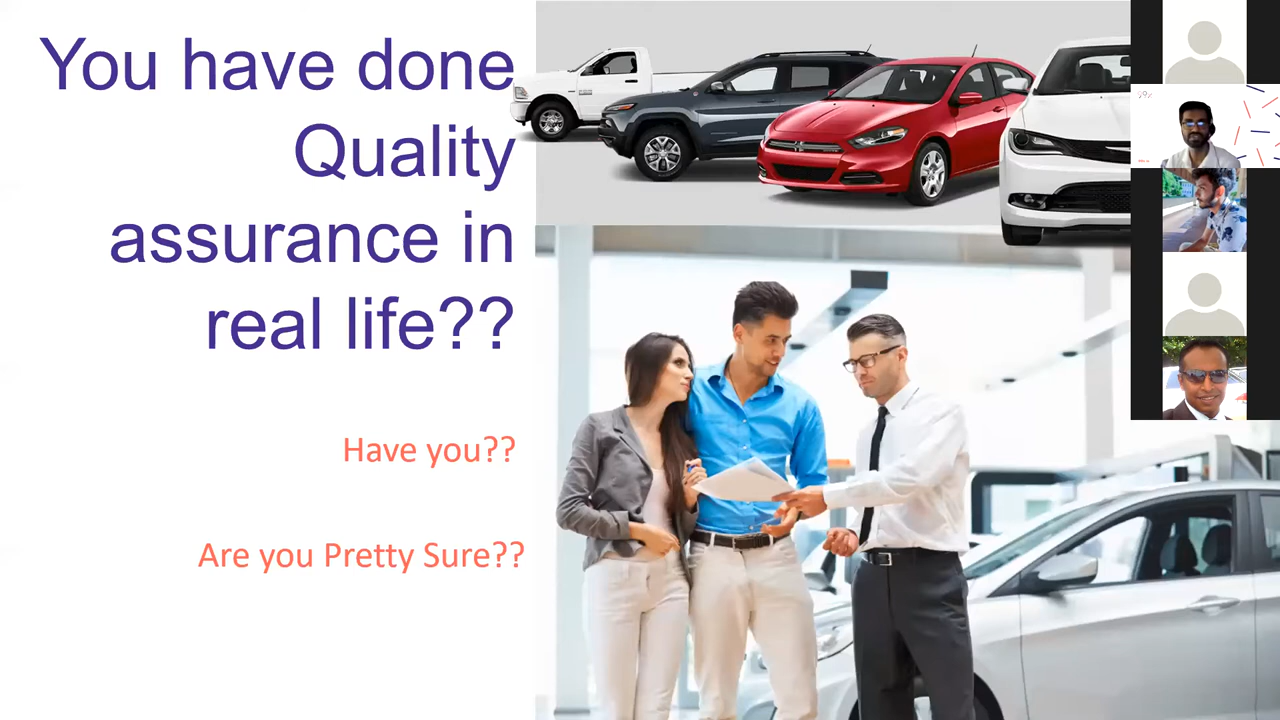 You have done
Quality
assurance in
real life??
Have you??
Are you Pretty Sure??